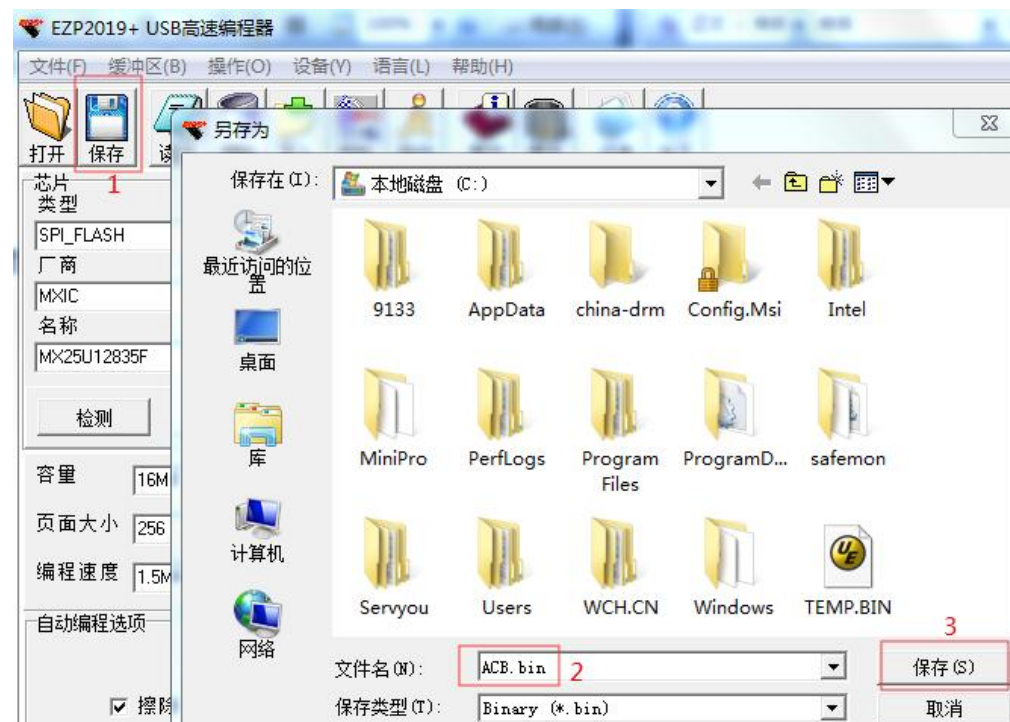 EZP2019+ USB高速编程器
文件(F) 缓冲区(B) 操作(O) 设备(Y) 语言(L) 帮助(H)
打开 保存 读
1
另存为
芯片
类型
SPI_FLASH
厂商
MXIC
名称
MX25U12835F
检测
容量 16M
页面大小 256
编程速度 1.5M
自动编程选项
擦除
保存在(I): 本地磁盘 (C:)
最近访问的位置
桌面
库
计算机
网络
9133 AppData china-drm Config.Msi Intel
MiniPro PerfLogs Program Files ProgramD... safemon
Servyou Users WCH.CN Windows TEMP.BIN
3
文件名(N): ACB.bin 2 保存(S)
保存类型(T): Binary (*.bin) 取消